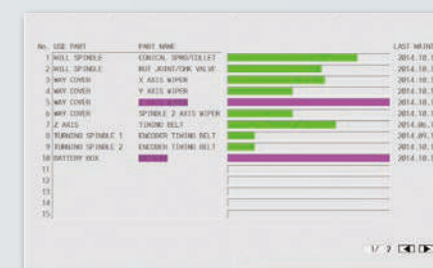 No. USE PART PART NAME LAST MAINT
1 MILL SPINDLE CONICAL SPRG/COLLET 2014.10.1
2 MILL SPINDLE ROT JOINT/CHK VALVE 2014.10.1
3 WAY COVER X AXIS WIPER 2014.10.1
4 WAY COVER Y AXIS WIPER 2014.10.1
5 WAY COVER Z AXIS WIPER 2014.10.1
6 WAY COVER SPINDLE 2 AXIS WIPER 2014.10.1
7 Z AXIS TIMING BELT 2014.06.1
8 TURNING SPINDLE 1 ENCODER TIMING BELT 2014.09.1
9 TURNING SPINDLE 2 ENCODER TIMING BELT 2014.10.1
10 BATTERY BOX 2014.10.1
11
12
13
14
15
1/ 2